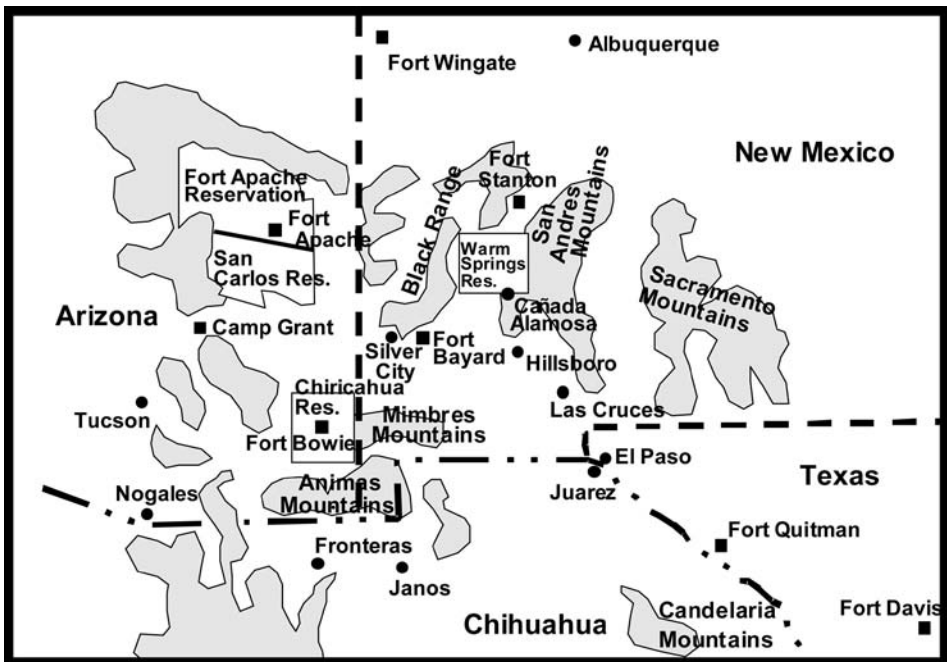 Fort Wingate
Albuquerque
New Mexico
Fort
Stanton
Black Range
San
Andres
Mountains
Fort Apache
Reservation
Fort
Apache
San
Carlos Res.
Warm
Springs
Res.
Sacramento
Mountains
Arizona
Camp Grant
Cañada
Alamosa
Silver
City
Fort
Bayard
Hillsboro
Chiricahua
Res.
Fort Bowie
Tucson
Mimbres
Mountains
Las Cruces
El Paso
Juarez
Texas
Animas
Mountains
Nogales
Fort Quitman
Fronteras
Janos
Chihuahua
Candelaria
Mountains
Fort Davis